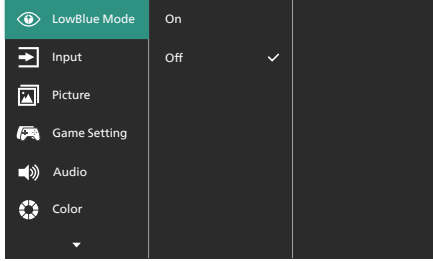 LowBlue Mode
On
Input
Off
Picture
Game Setting
Audio
Color